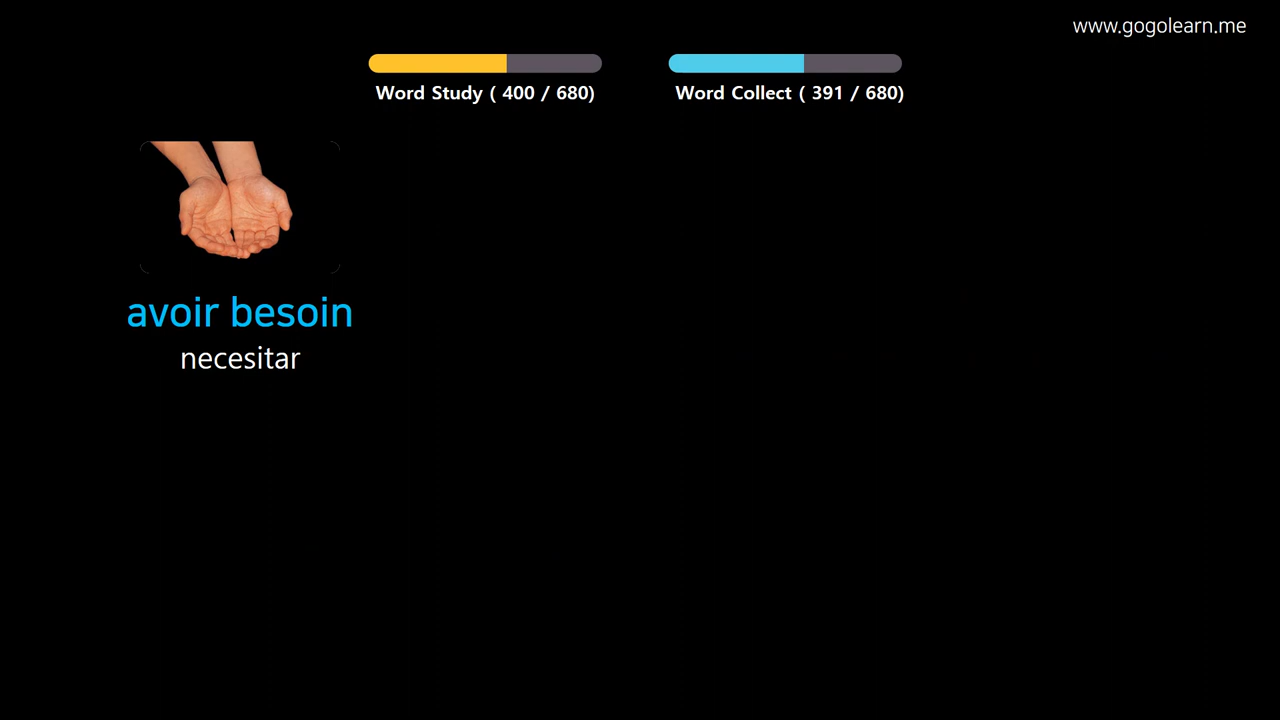 www.gogolearn.me
Word Study ( 400 / 680)
Word Collect ( 391 / 680)
avoir besoin
necesitar